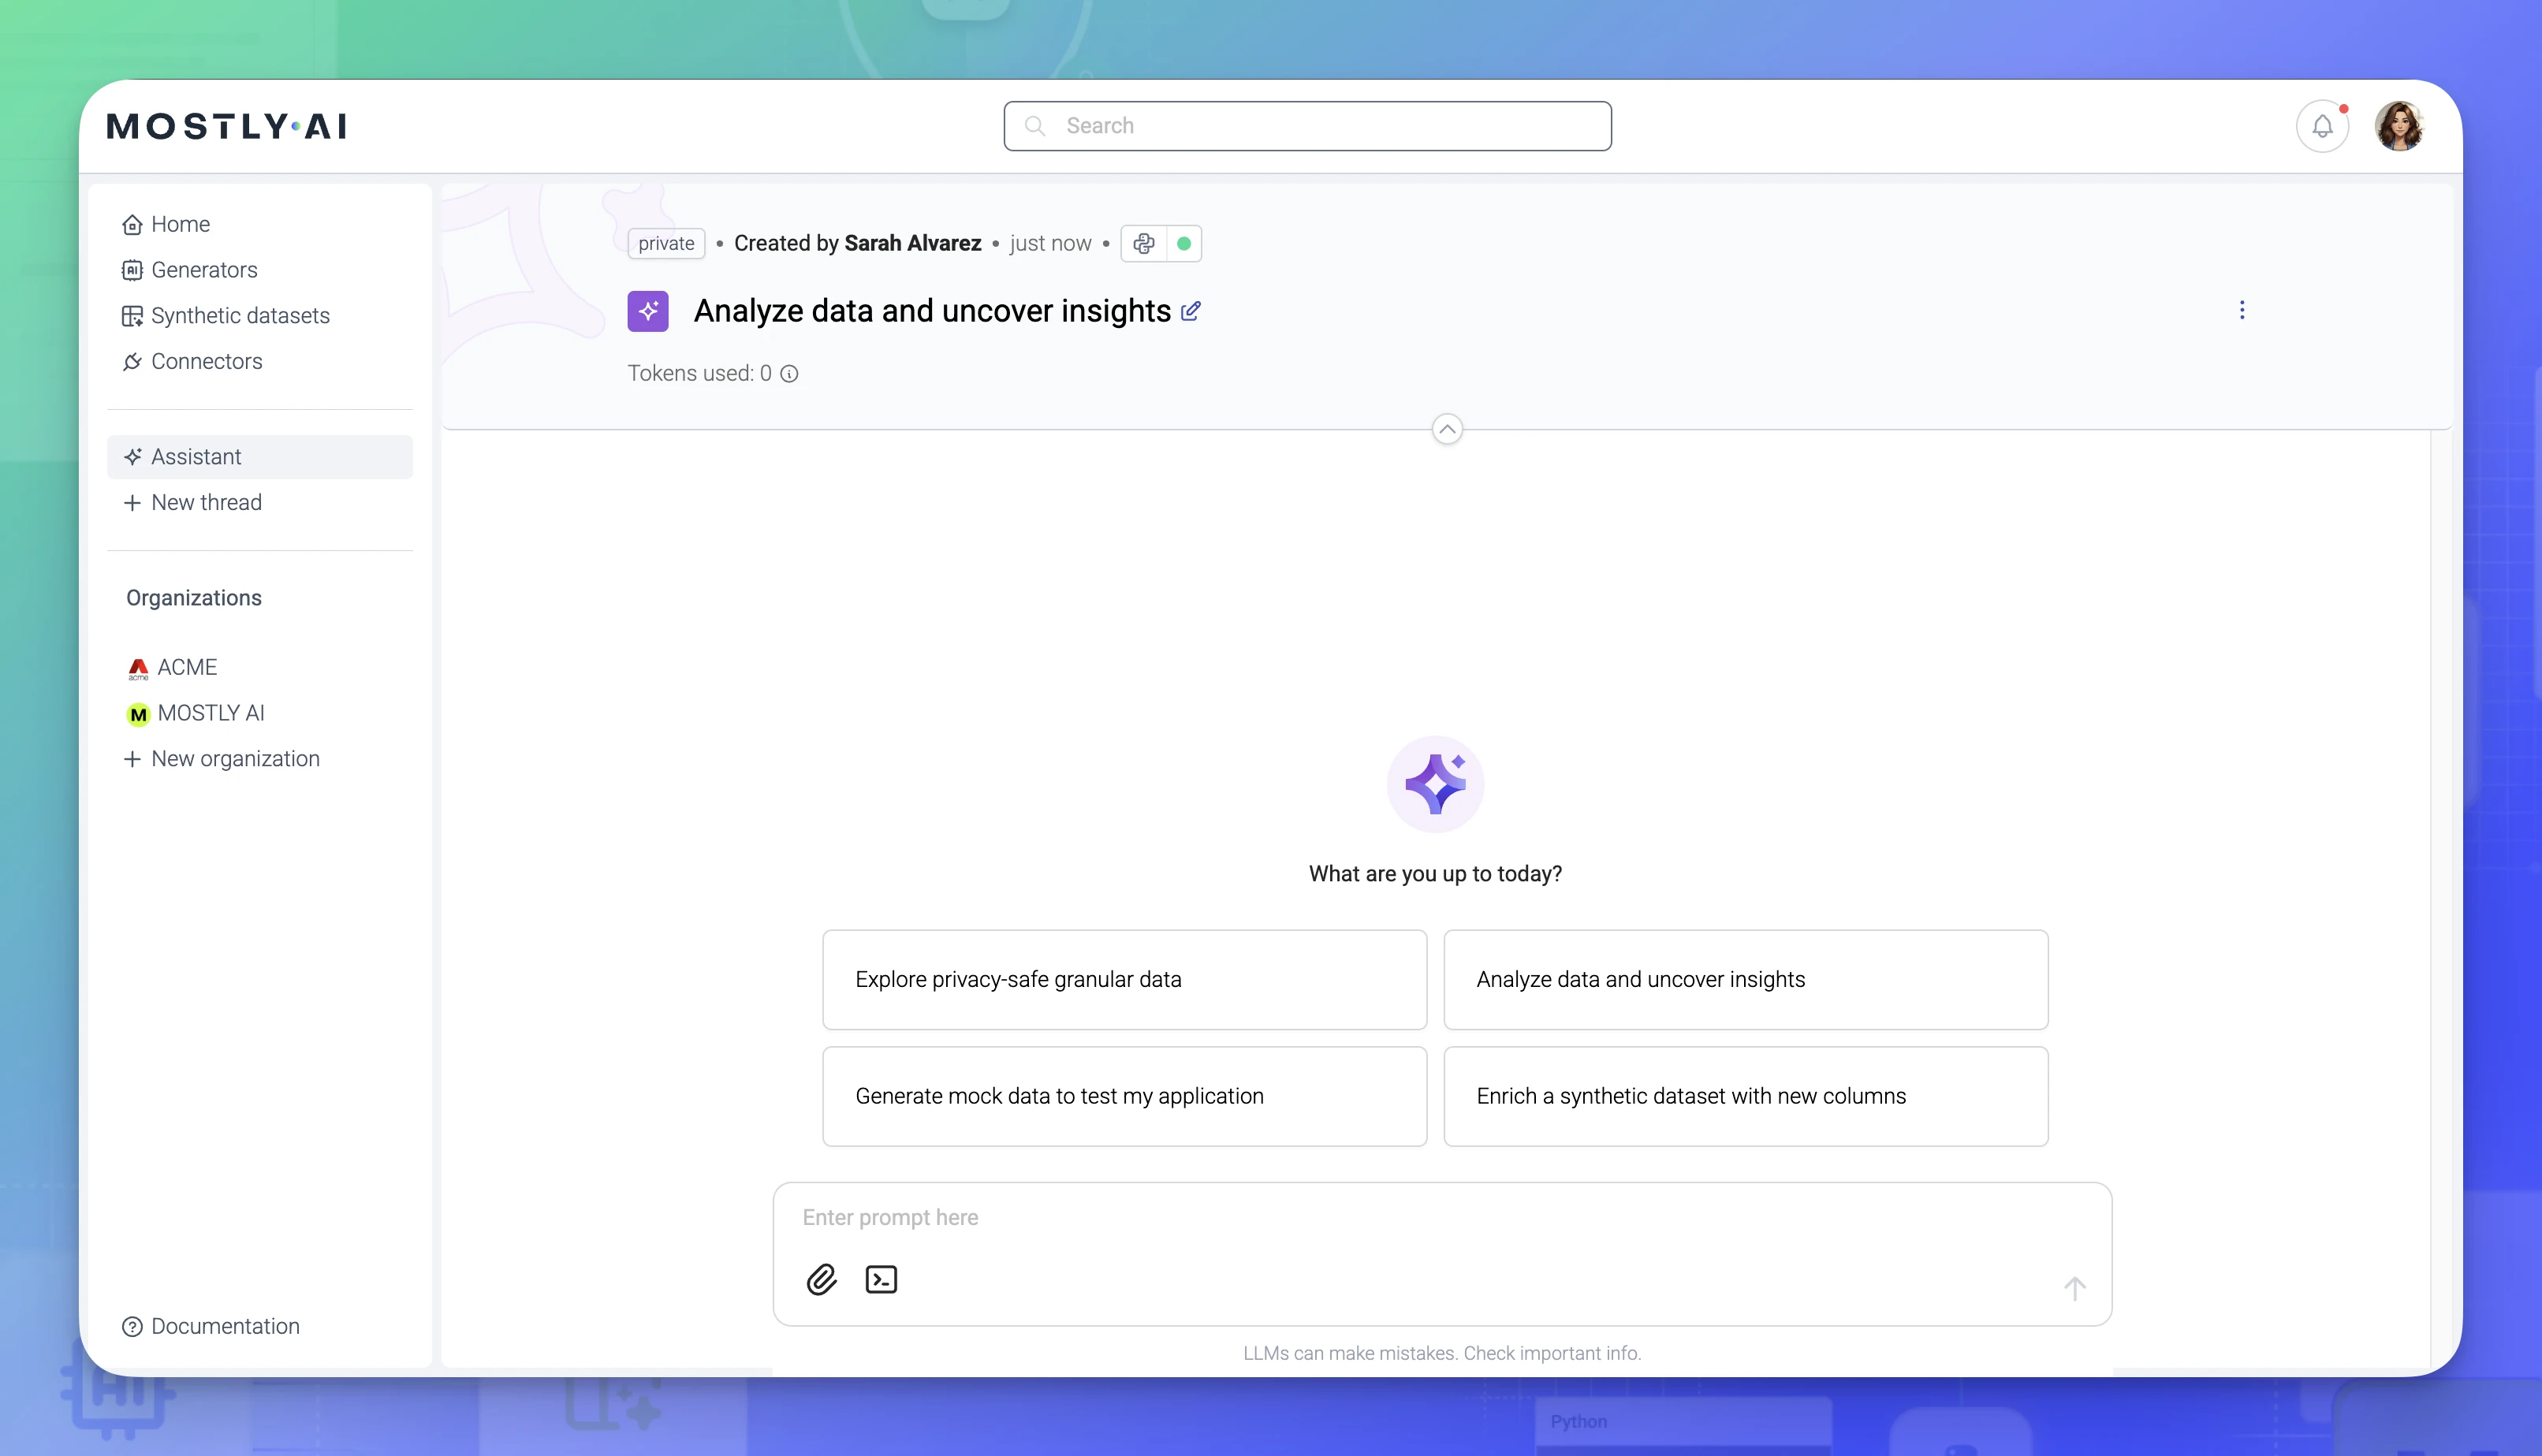 MOSTLY·AI
Search
Home
Generators
Synthetic datasets
Connectors
Assistant
New thread
Organizations
acme ACME
M MOSTLY AI
New organization
Documentation
private • Created by Sarah Alvarez • just now •
Analyze data and uncover insights
Tokens used: 0
What are you up to today?
Explore privacy-safe granular data
Analyze data and uncover insights
Generate mock data to test my application
Enrich a synthetic dataset with new columns
Enter prompt here
LLMs can make mistakes. Check important info.
AI
Python